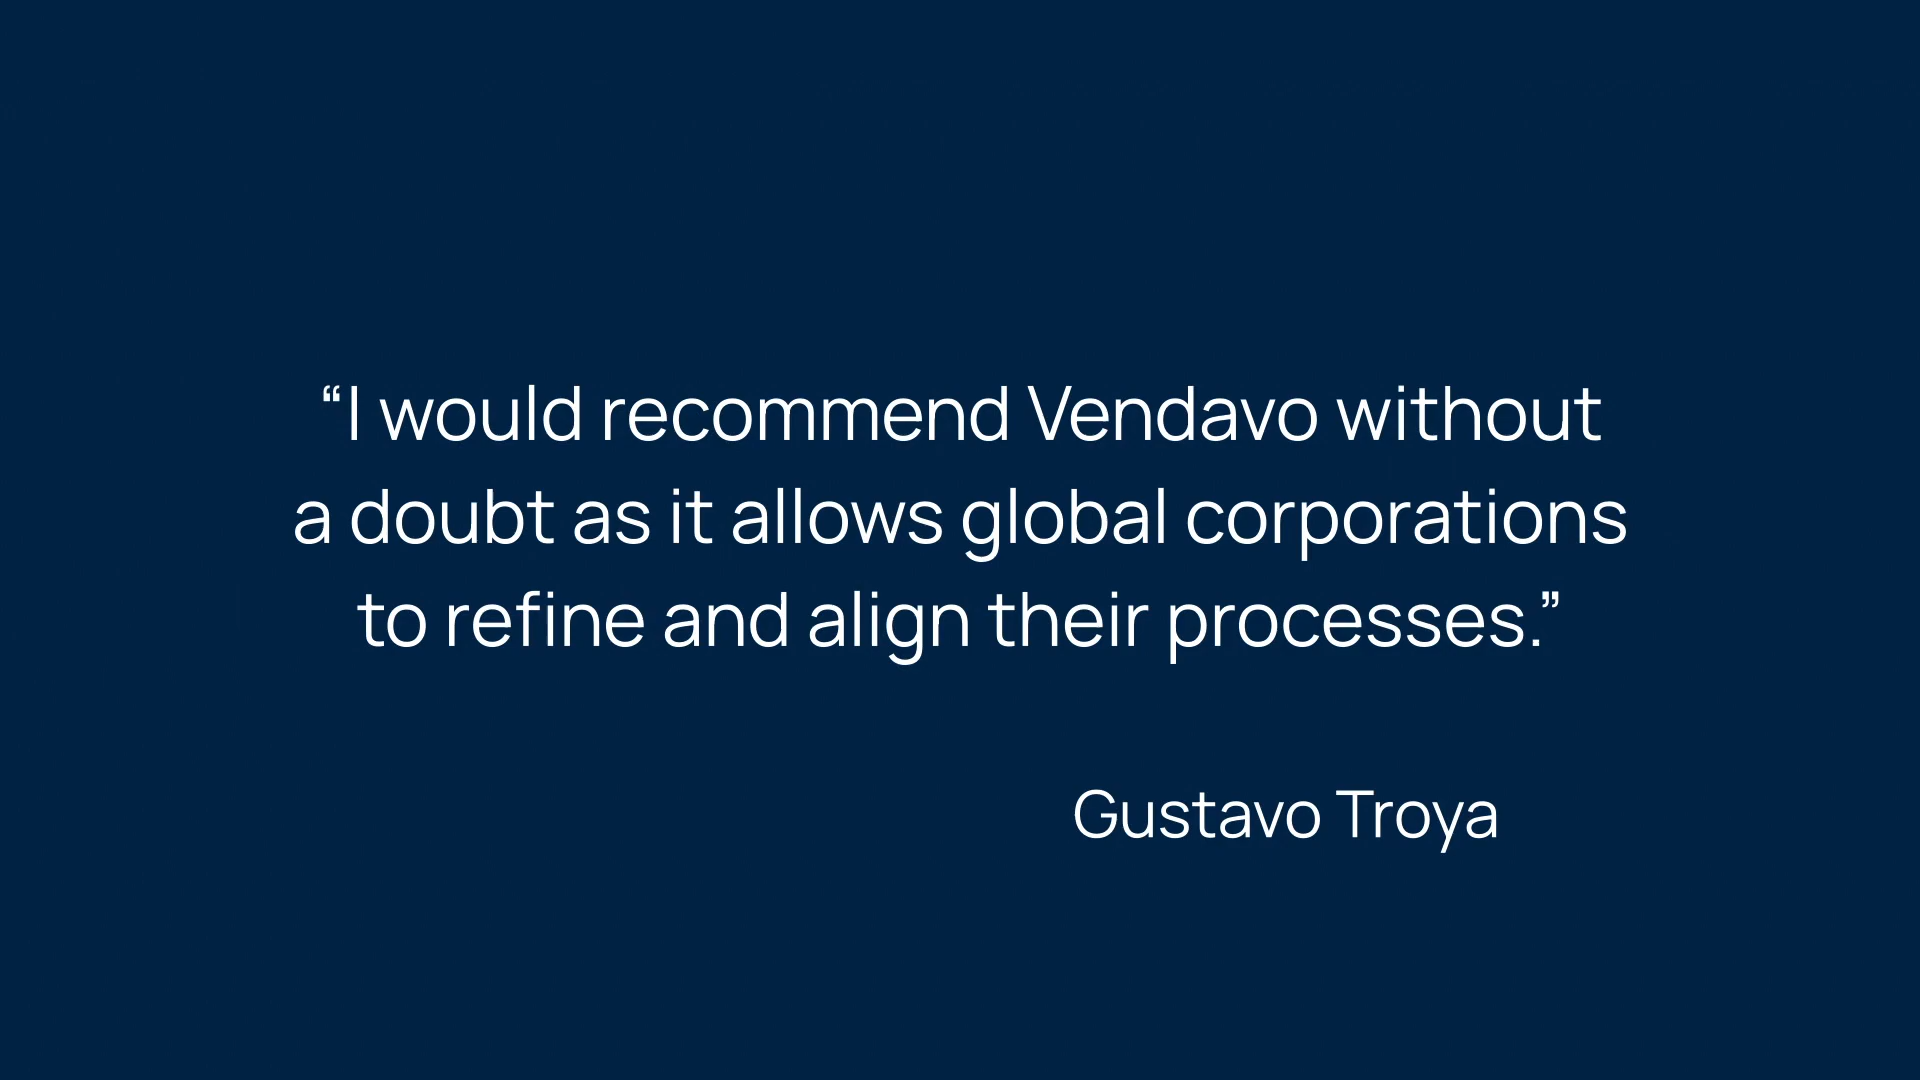 “I would recommend Vendavo without
a doubt as it allows global corporations
to refine and align their processes.”
Gustavo Troya